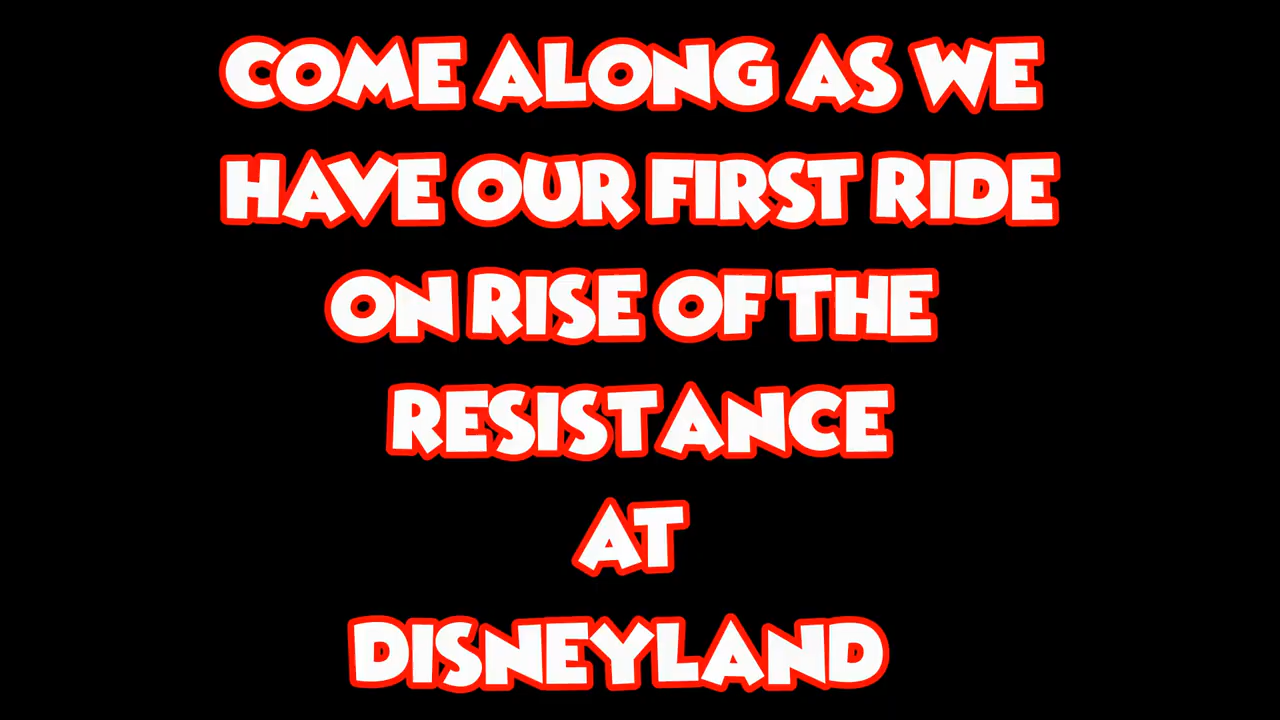 COME ALONG AS WE
HAVE OUR FIRST RIDE
ON RISE OF THE
RESISTANCE
AT
DISNEYLAND